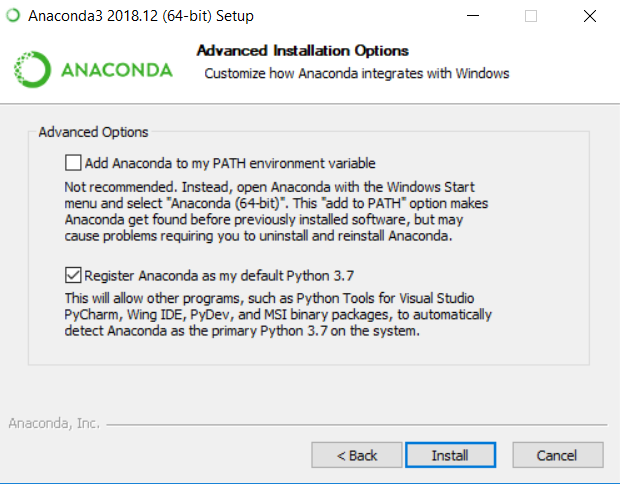 Anaconda3 2018.12 (64-bit) Setup
ANACONDA
Advanced Installation Options
Customize how Anaconda integrates with Windows
Advanced Options
Add Anaconda to my PATH environment variable
Not recommended. Instead, open Anaconda with the Windows Start
menu and select "Anaconda (64-bit)". This "add to PATH" option makes
Anaconda get found before previously installed software, but may
cause problems requiring you to uninstall and reinstall Anaconda.
Register Anaconda as my default Python 3.7
This will allow other programs, such as Python Tools for Visual Studio
PyCharm, Wing IDE, PyDev, and MSI binary packages, to automatically
detect Anaconda as the primary Python 3.7 on the system.
Anaconda, Inc.
< Back
Install
Cancel